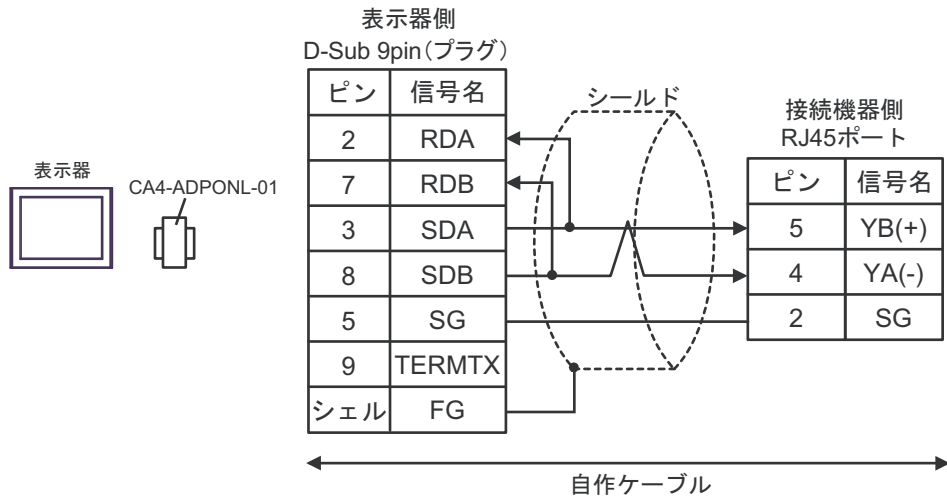 表示器側
D-Sub 9pin(プラグ)
ピン 信号名
2 RDA
7 RDB
3 SDA
8 SDB
5 SG
9 TERMTX
シェル FG
シールド
接続機器側
RJ45ポート
ピン 信号名
5 YB(+)
4 YA(-)
2 SG
表示器
CA4-ADPONL-01
自作ケーブル